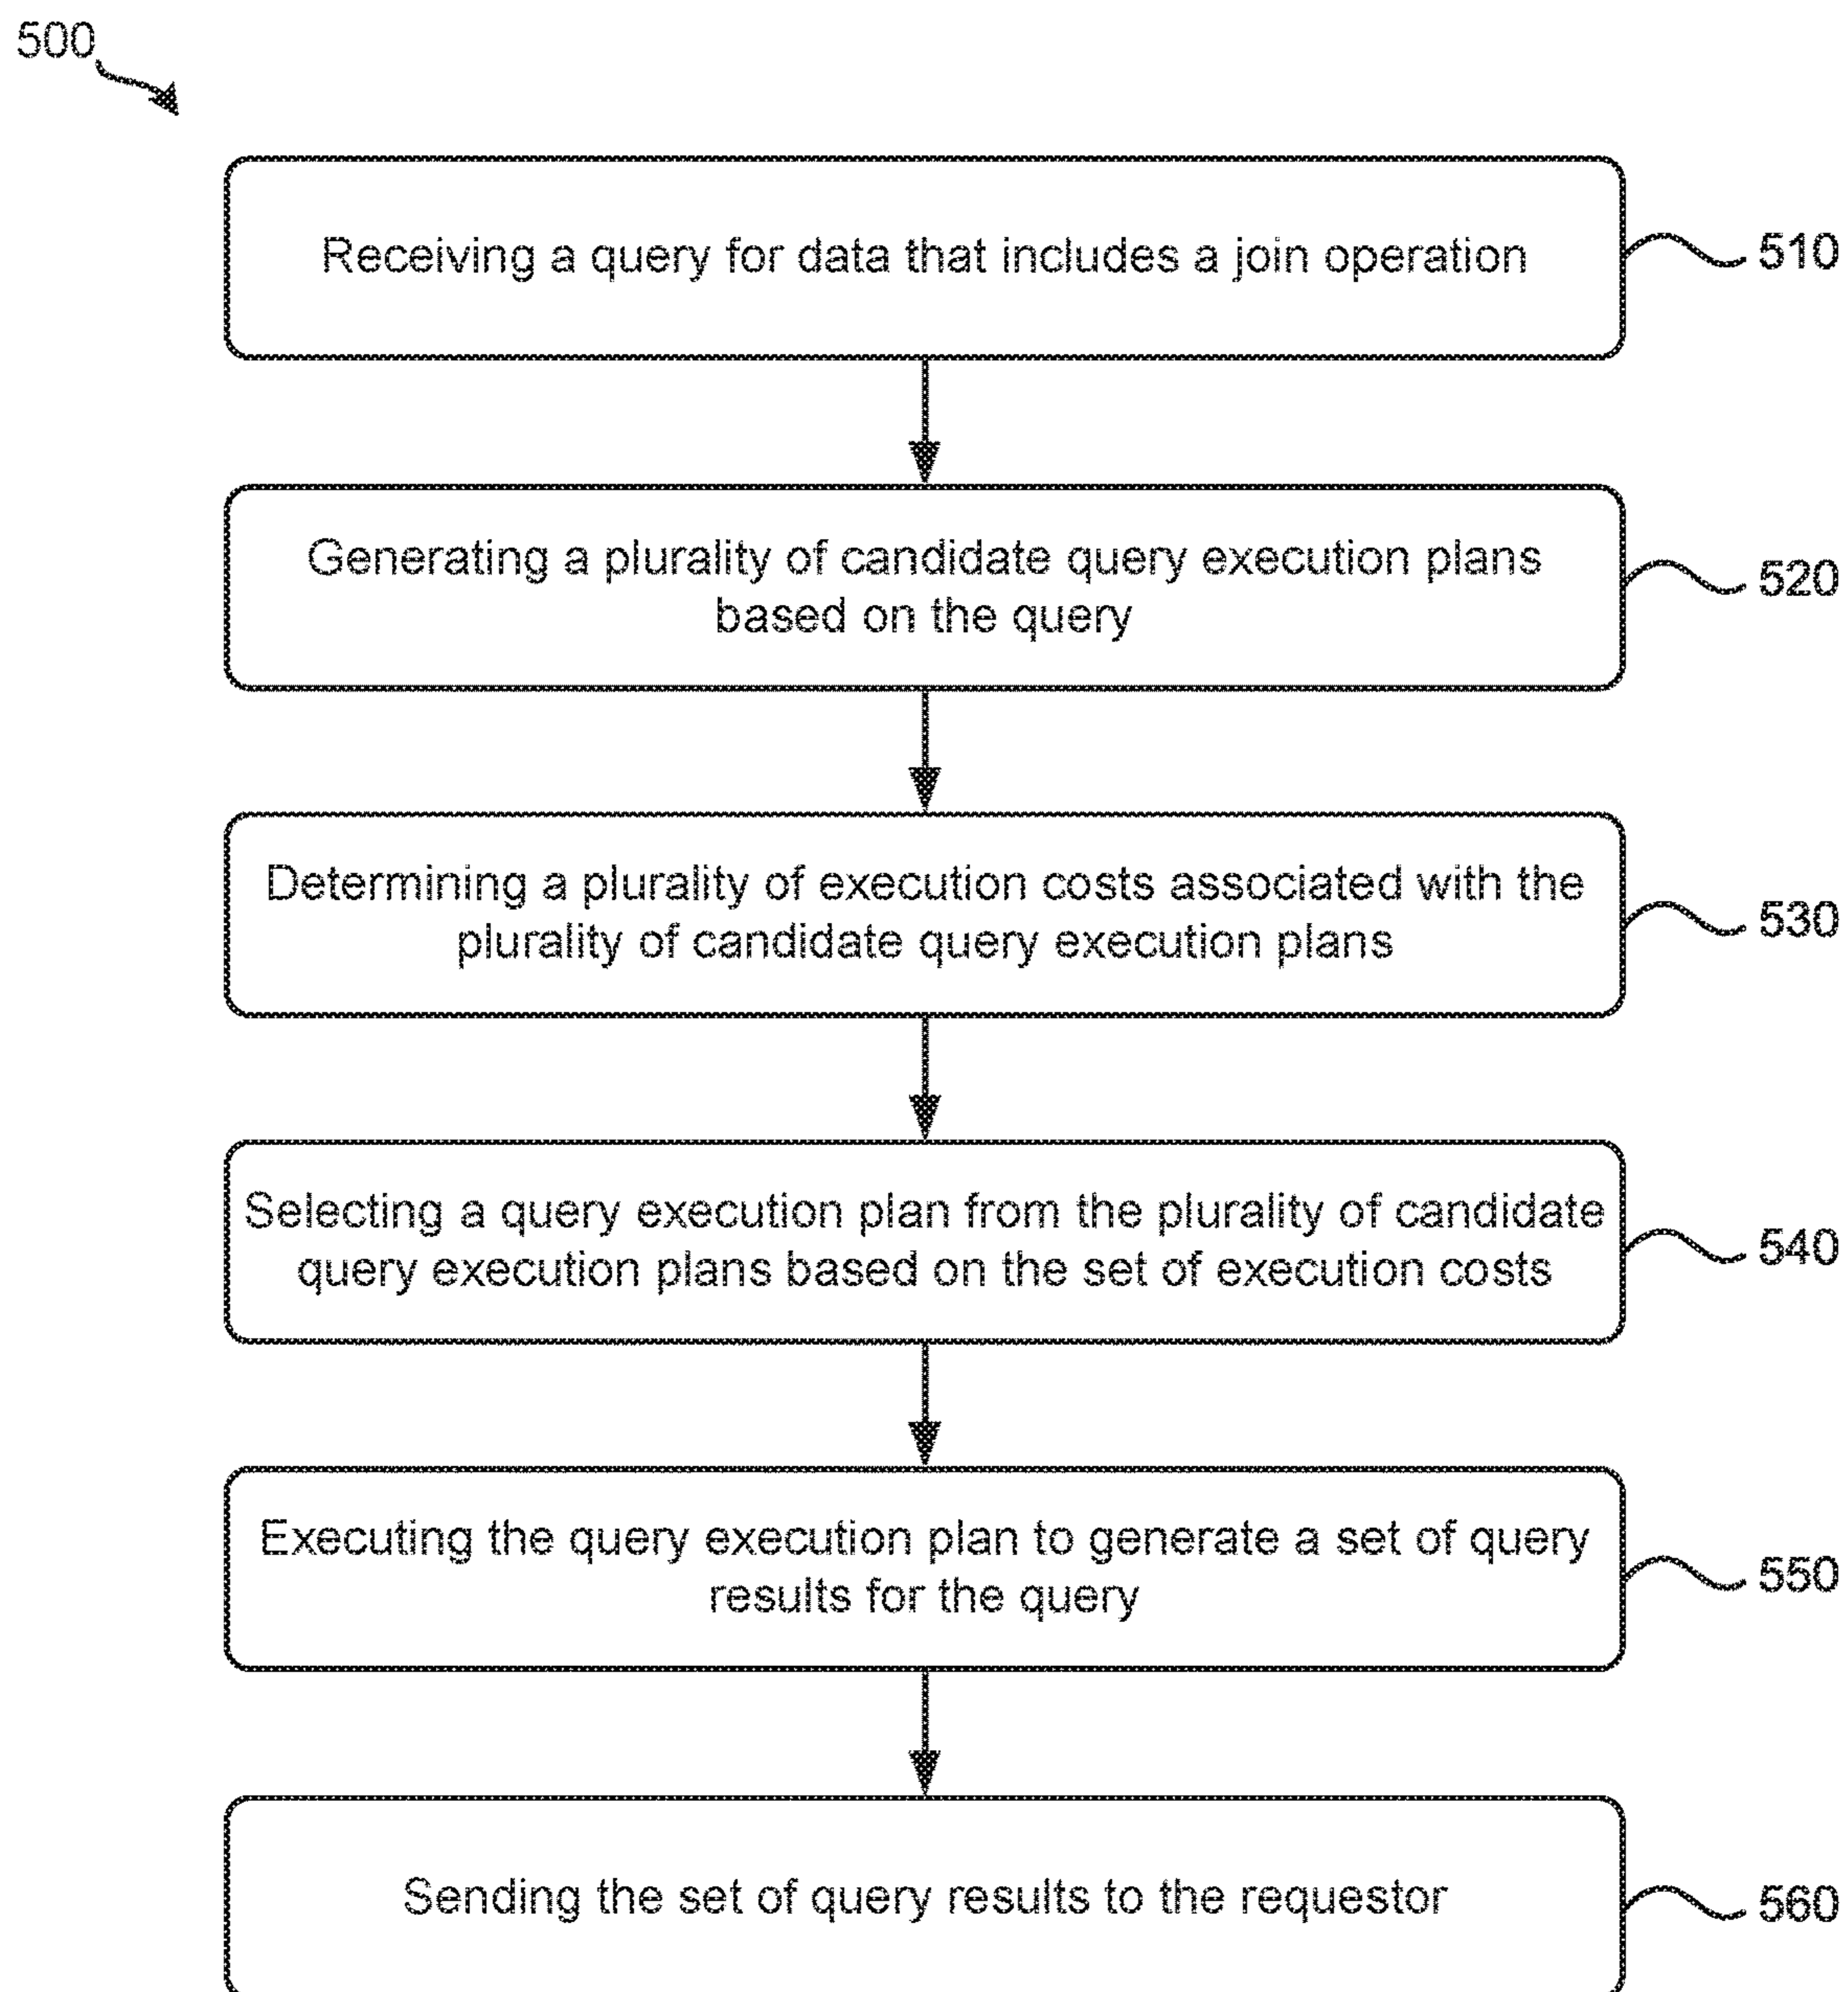 500
Receiving a query for data that includes a join operation
510
Generating a plurality of candidate query execution plans
based on the query
520
Determining a plurality of execution costs associated with the
plurality of candidate query execution plans
530
Selecting a query execution plan from the plurality of candidate
query execution plans based on the set of execution costs
540
Executing the query execution plan to generate a set of query
results for the query
550
Sending the set of query results to the requestor
560